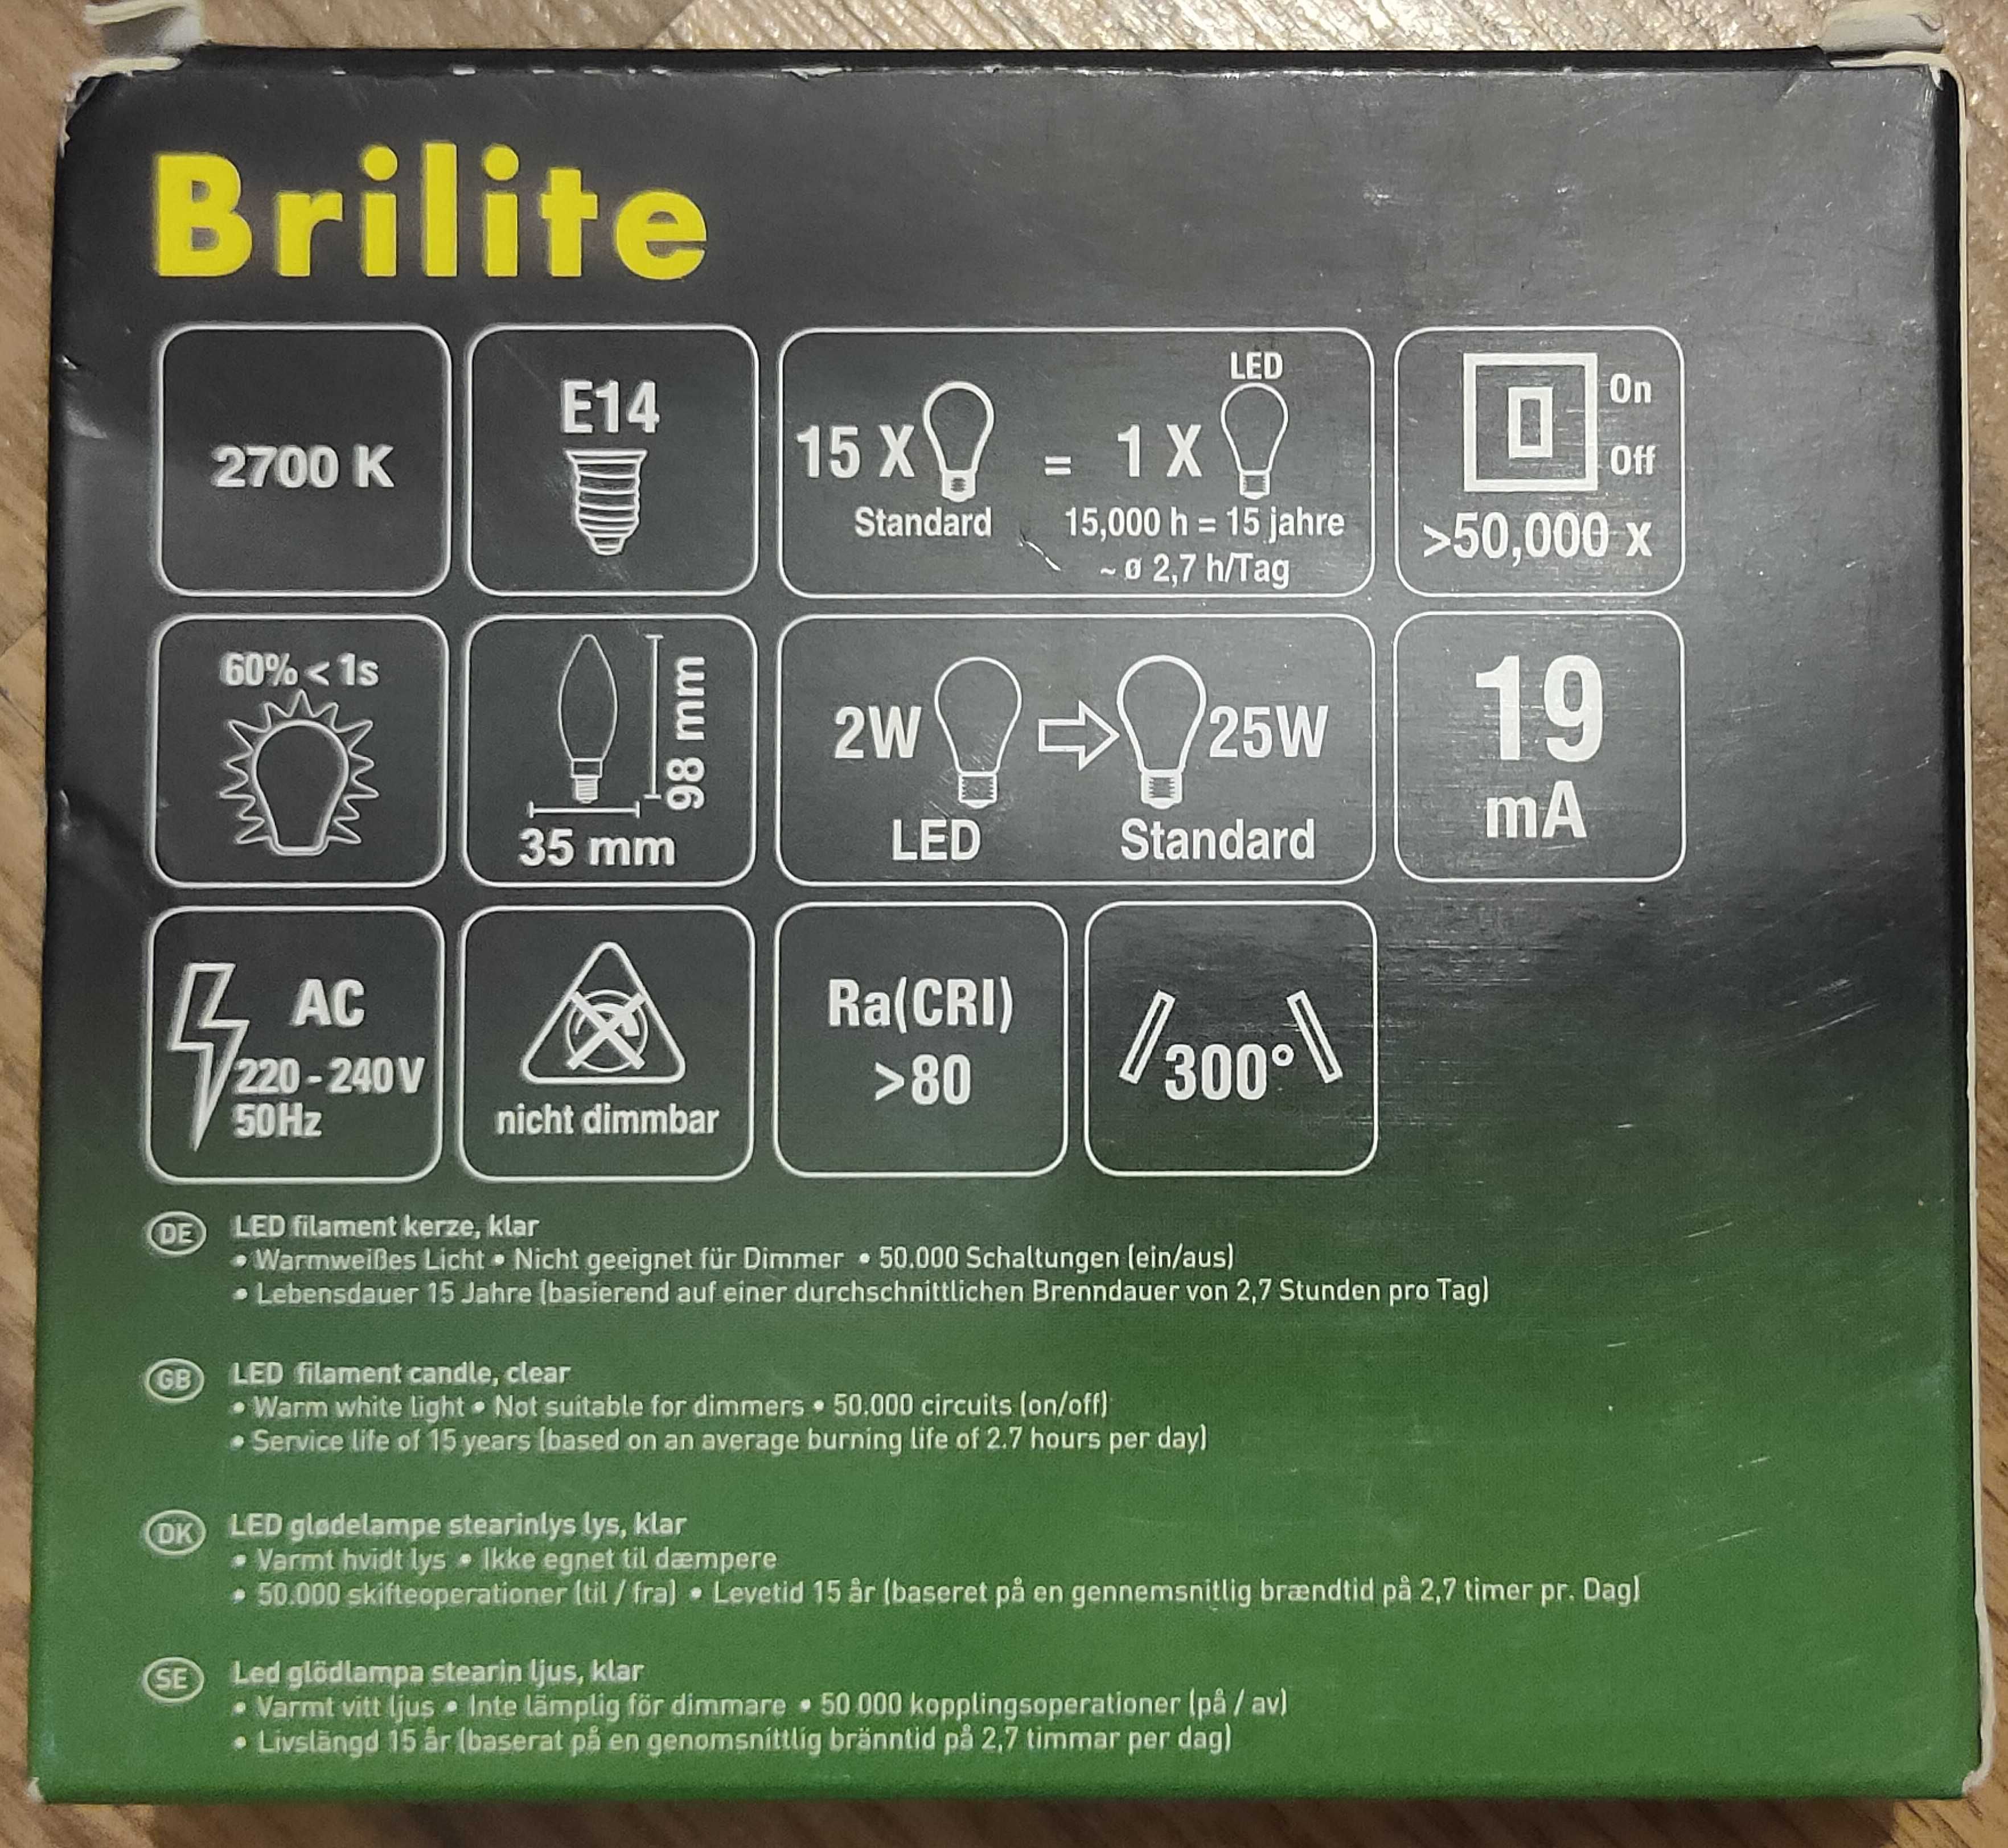 Brilite
2700 K
E14
LED
15 X = 1 X
Standard
15,000 h = 15 jahre
~ ø 2,7 h/Tag
On
Off
>50,000 x
60% < 1s
98 mm
35 mm
2W 25W
LED Standard
19
mA
AC
220 - 240V
50Hz
nicht dimmbar
Ra(CRI)
>80
300°
DE LED filament kerze, klar
• Warmweißes Licht • Nicht geeignet für Dimmer • 50.000 Schaltungen (ein/aus)
• Lebensdauer 15 Jahre (basierend auf einer durchschnittlichen Brenndauer von 2,7 Stunden pro Tag)
GB LED filament candle, clear
• Warm white light • Not suitable for dimmers • 50.000 circuits (on/off)
• Service life of 15 years (based on an average burning life of 2.7 hours per day)
DK LED glødelampe stearinlys lys, klar
• Varmt hvidt lys • Ikke egnet til dæmpere
• 50.000 skifteoperationer (til / fra) • Levetid 15 år (baseret på en gennemsnitlig brændtid på 2,7 timer pr. Dag)
SE Led glödlampa stearin ljus, klar
• Varmt vitt ljus • Inte lämplig för dimmare • 50 000 kopplingsoperationer (på / av)
• Livslängd 15 år (baserat på en genomsnittlig bränntid på 2,7 timmar per dag)